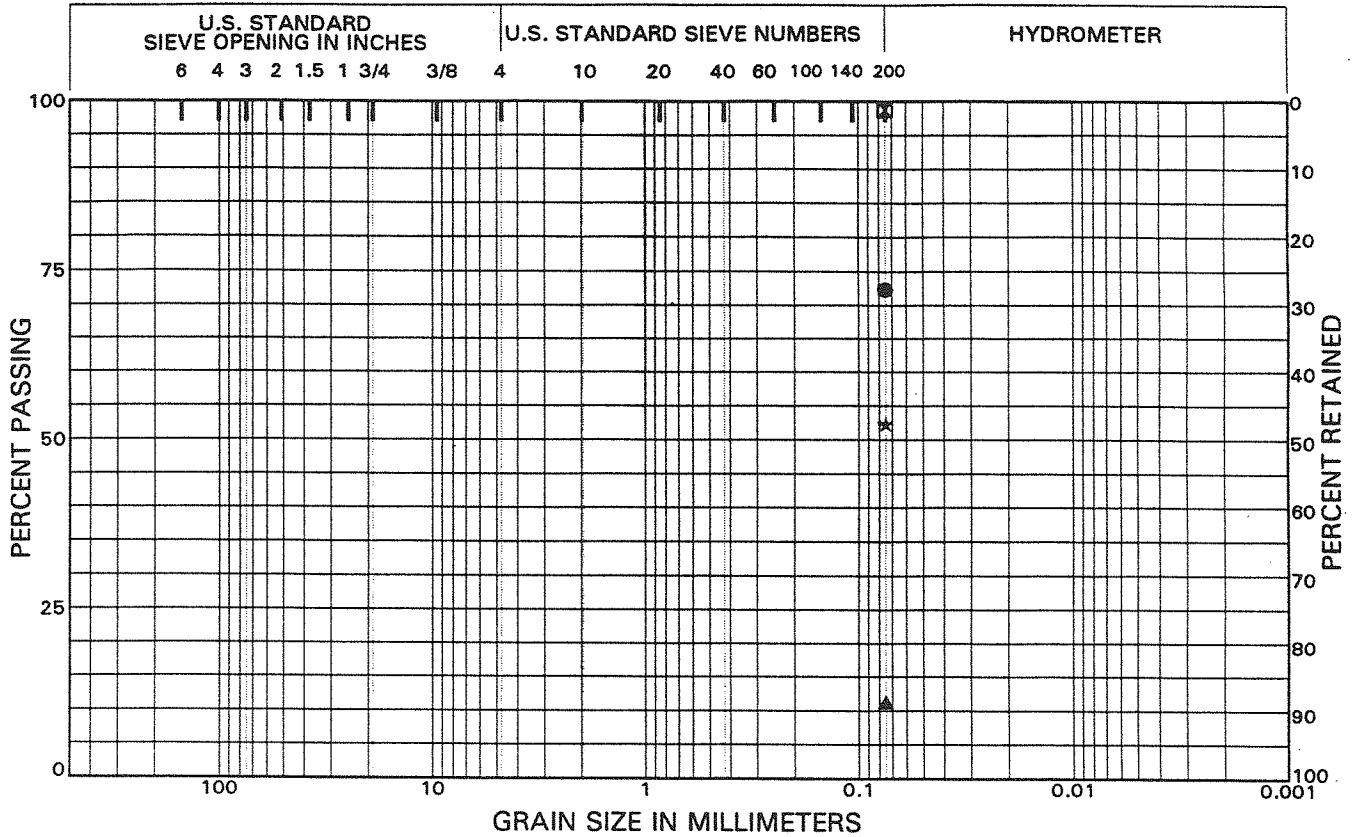 U.S. STANDARD
SIEVE OPENING IN INCHES
U.S. STANDARD SIEVE NUMBERS
HYDROMETER
6 4 3 2 1.5 1 3/4 3/8 4 10 20 40 60 100 140 200
100
75
50
25
0
PERCENT PASSING
0
10
20
30
40
50
60
70
80
90
100
PERCENT RETAINED
100 10 1 0.1 0.01 0.001
GRAIN SIZE IN MILLIMETERS